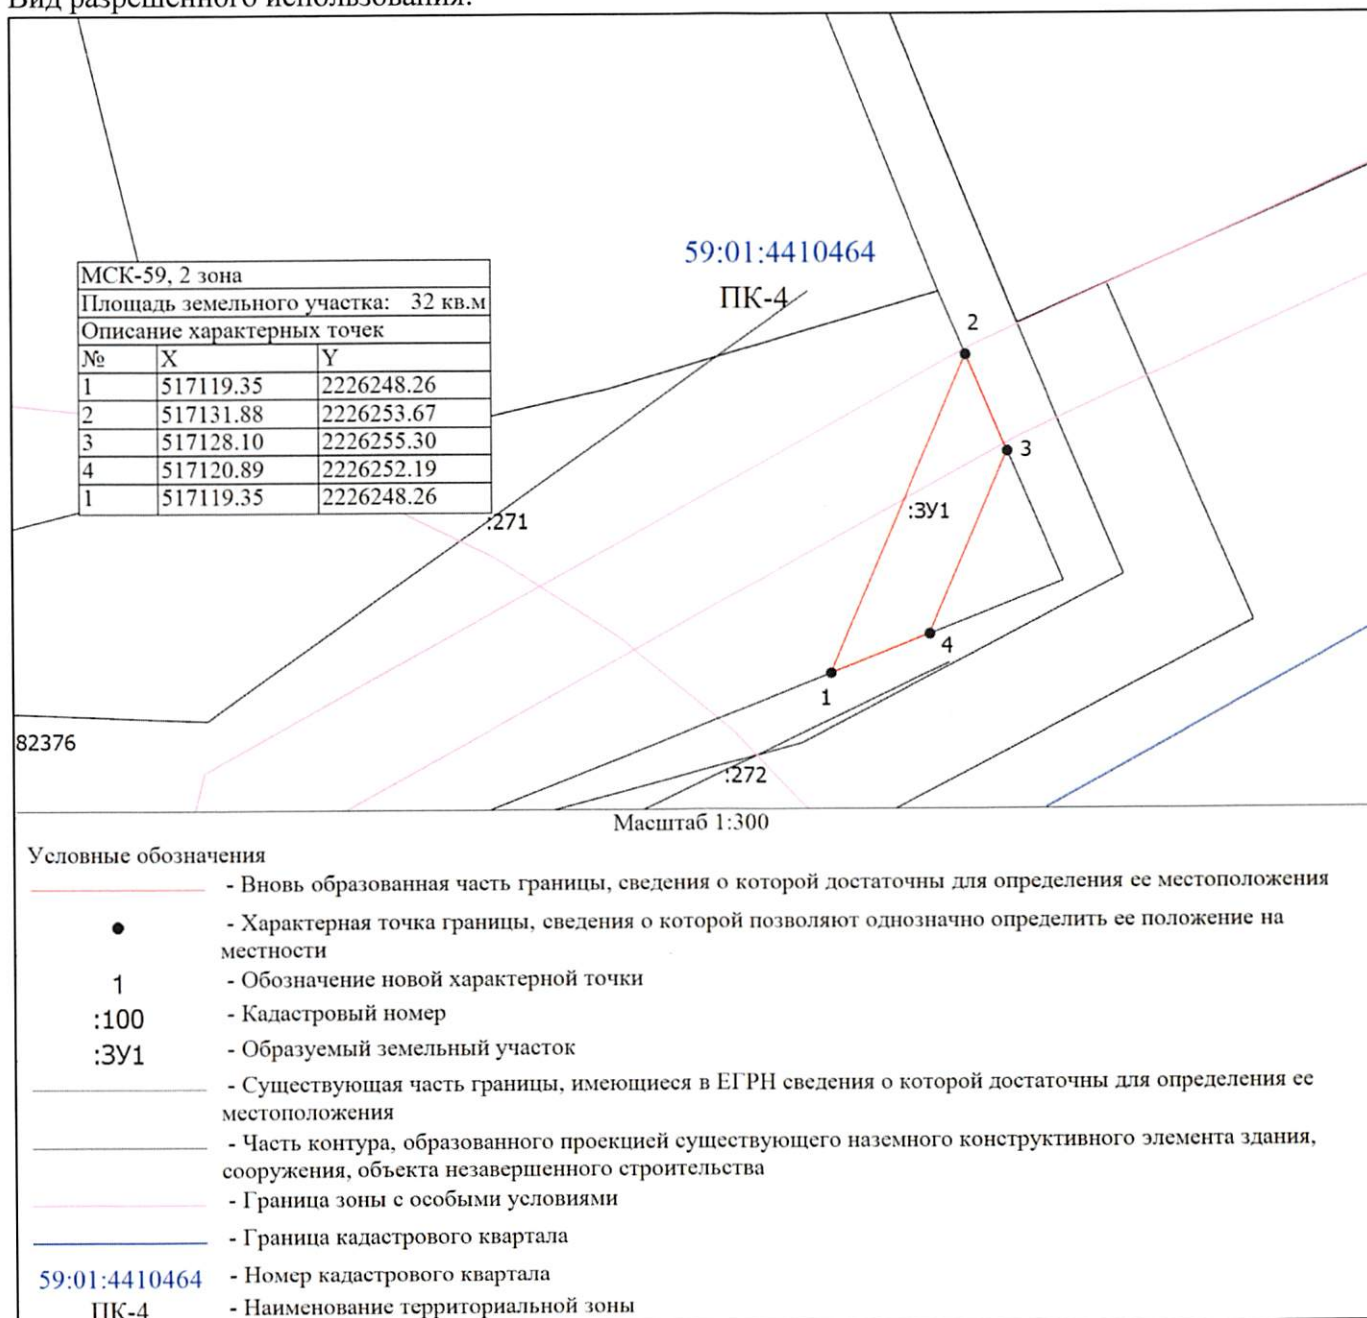 Вид разрешенного использования:
59:01:4410464
ПК-4
МСК-59, 2 зона
Площадь земельного участка: 32 кв.м
Описание характерных точек
№ X Y
1 517119.35 2226248.26
2 517131.88 2226253.67
3 517128.10 2226255.30
4 517120.89 2226252.19
1 517119.35 2226248.26
2
3
:271
:ЗУ1
4
1
82376
:272
Масштаб 1:300
Условные обозначения
- Вновь образованная часть границы, сведения о которой достаточны для определения ее местоположения
- Характерная точка границы, сведения о которой позволяют однозначно определить ее положение на
местности
1 - Обозначение новой характерной точки
:100 - Кадастровый номер
:ЗУ1 - Образуемый земельный участок
- Существующая часть границы, имеющиеся в ЕГРН сведения о которой достаточны для определения ее
местоположения
- Часть контура, образованного проекцией существующего наземного конструктивного элемента здания,
сооружения, объекта незавершенного строительства
- Граница зоны с особыми условиями
- Граница кадастрового квартала
59:01:4410464 - Номер кадастрового квартала
ПК-4 - Наименование территориальной зоны